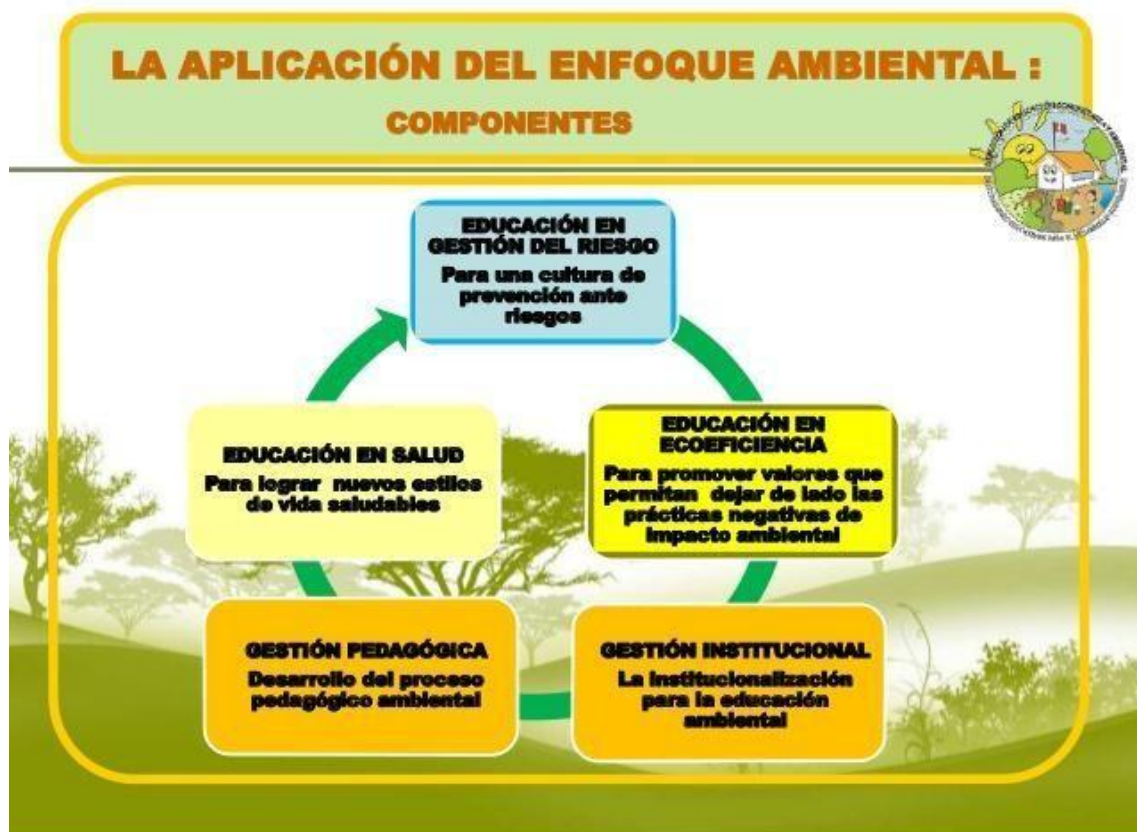 LA APLICACIÓN DEL ENFOQUE AMBIENTAL :
COMPONENTES
EDUCACIÓN EN
GESTIÓN DEL RIESGO
Para una cultura de
prevención ante
riesgos
EDUCACIÓN EN SALUD
Para lograr nuevos estilos
de vida saludables
EDUCACIÓN EN
ECOEFICIENCIA
Para promover valores que
permitan dejar de lado las
prácticas negativas de
impacto ambiental
GESTIÓN PEDAGÓGICA
Desarrollo del proceso
pedagógico ambiental
GESTIÓN INSTITUCIONAL
La institucionalización
para la educación
ambiental